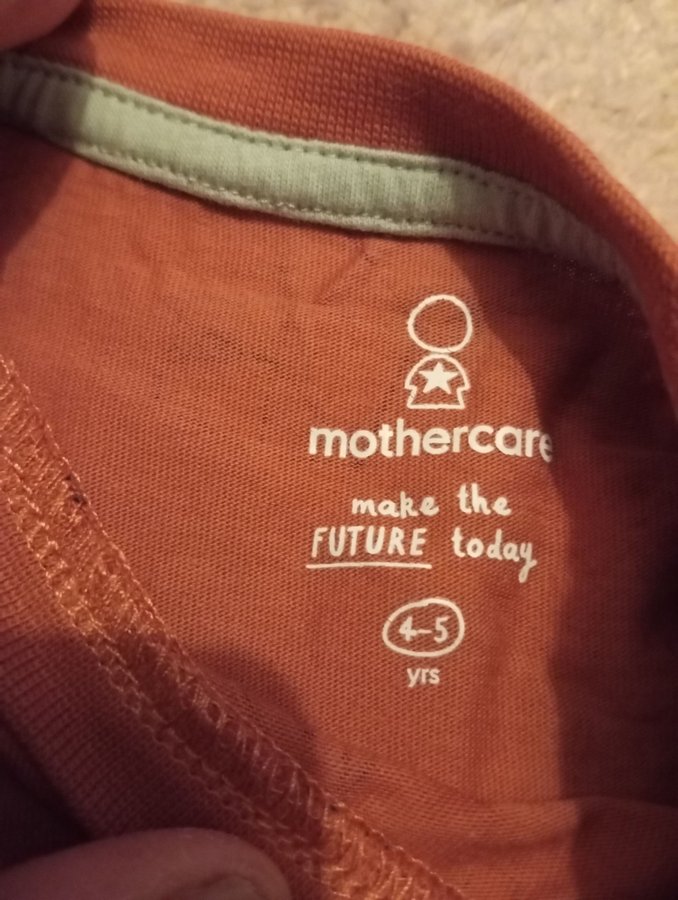 mothercare
make the
FUTURE today
4-5
yrs